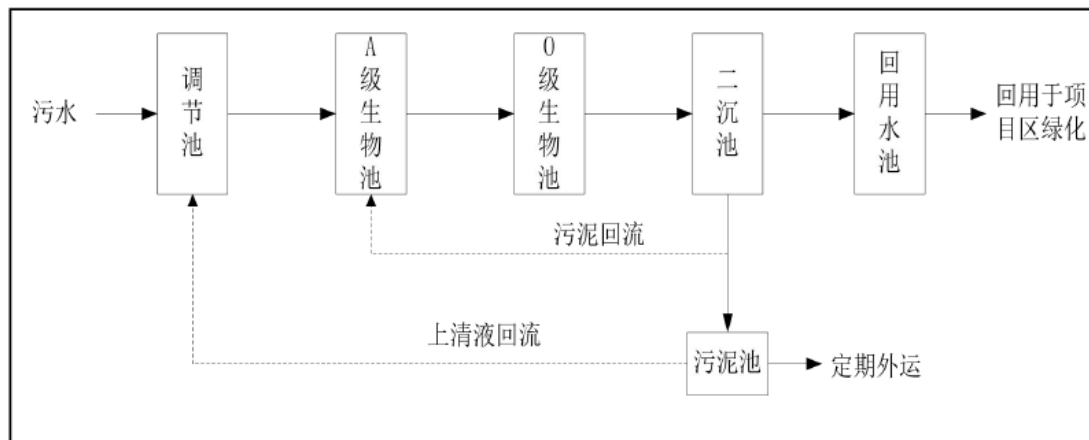 污水
调节池
A级生物池
O级生物池
二沉池
回用水池
回用于项
目区绿化
污泥回流
上清液回流
污泥池
定期外运